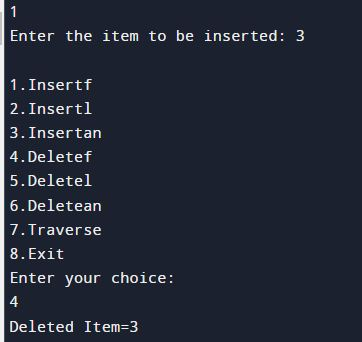 1
Enter the item to be inserted: 3
1.Insertf
2.Insertl
3.Insertan
4.Deletef
5.Deletel
6.Deletean
7.Traverse
8.Exit
Enter your choice:
4
Deleted Item=3